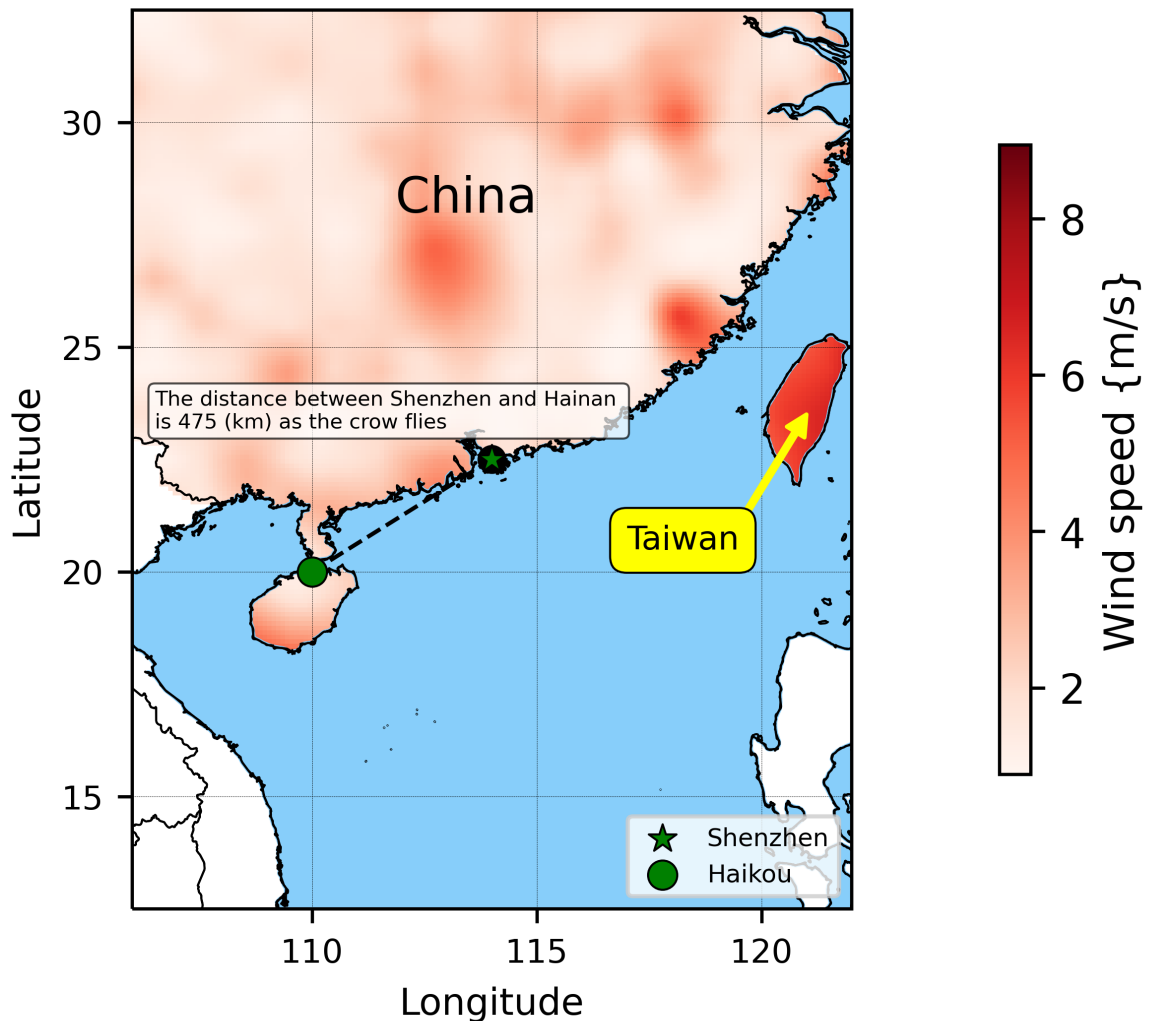 China
The distance between Shenzhen and Hainan
is 475 (km) as the crow flies
Taiwan
Shenzhen
Haikou
30
25
20
15
Latitude
110
115
120
Longitude
8
6
4
2
Wind speed {m/s}